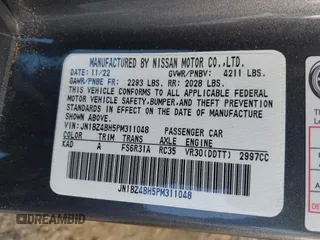 MANUFACTURED BY NISSAN MOTOR CO.,LTD.
DATE: 11/22 GVWR/PNBV: 4211 LBS.
GAWR/PNBE FR: 2293 LBS. RR: 2028 LBS.
THIS VEHICLE CONFORMS TO ALL APPLICABLE FEDERAL
MOTOR VEHICLE SAFETY, BUMPER, AND THEFT PREVENTION
STANDARDS IN EFFECT ON THE DATE OF MANUFACTURE
SHOWN ABOVE.
VIN: JN1BZ4BH5PM311048 PASSENGER CAR
COLOR TRIM TRANS AXLE ENGINE
KAD A FS6R31A RC35 VR30(DDTT) 2997CC
JN1BZ4BH5PM311048
DREAMBID